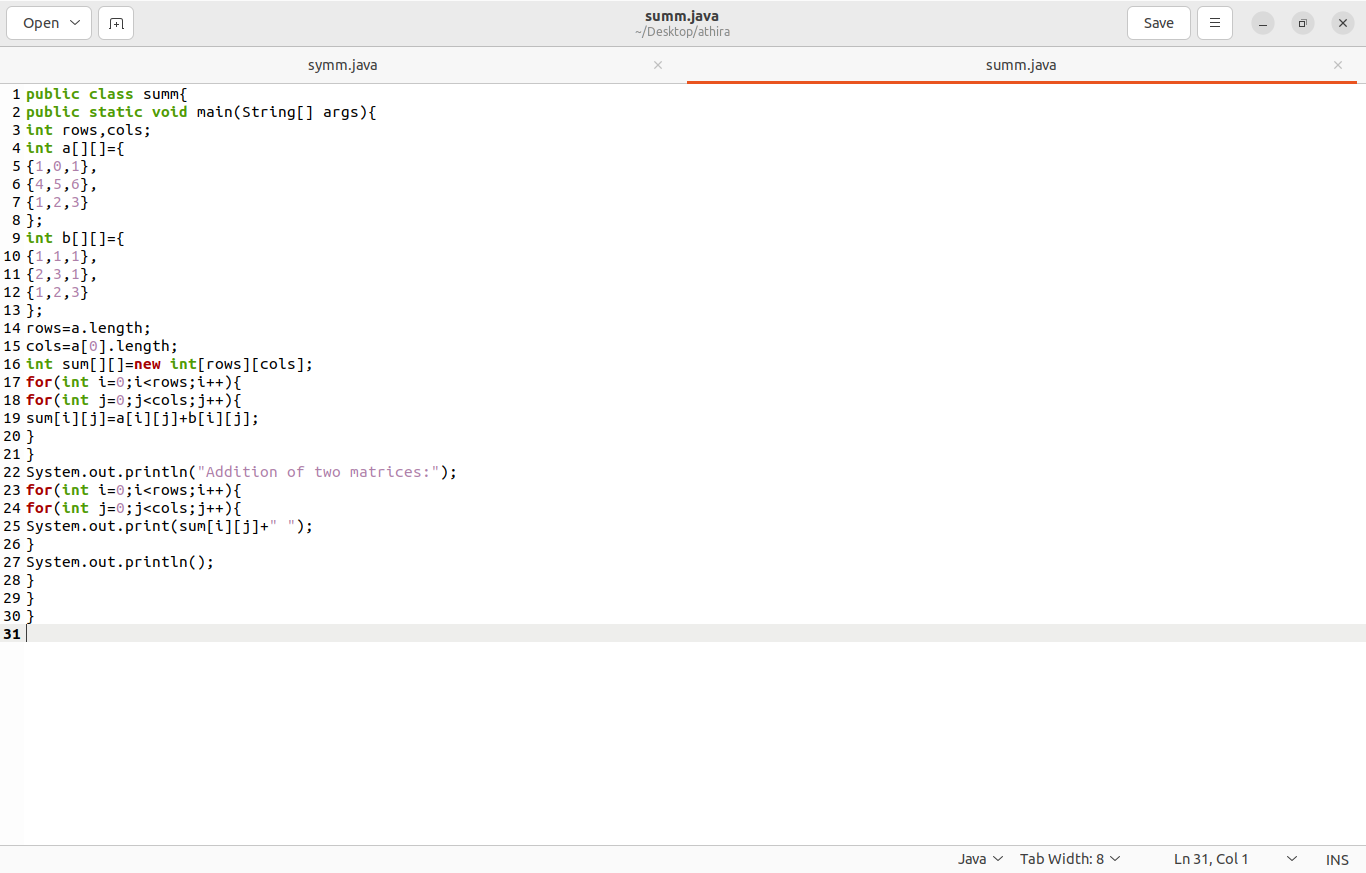 Open
summ.java
~/Desktop/athira
Save
symm.java
summ.java
1 public class summ{
2 public static void main(String[] args){
3 int rows,cols;
4 int a[][]={
5 {1,0,1},
6 {4,5,6},
7 {1,2,3}
8 };
9 int b[][]={
10 {1,1,1},
11 {2,3,1},
12 {1,2,3}
13 };
14 rows=a.length;
15 cols=a[0].length;
16 int sum[][]=new int[rows][cols];
17 for(int i=0;i<rows;i++){
18 for(int j=0;j<cols;j++){
19 sum[i][j]=a[i][j]+b[i][j];
20 }
21 }
22 System.out.println("Addition of two matrices:");
23 for(int i=0;i<rows;i++){
24 for(int j=0;j<cols;j++){
25 System.out.print(sum[i][j]+" ");
26 }
27 System.out.println();
28 }
29 }
30 }
31
Java Tab Width: 8 Ln 31, Col 1 INS